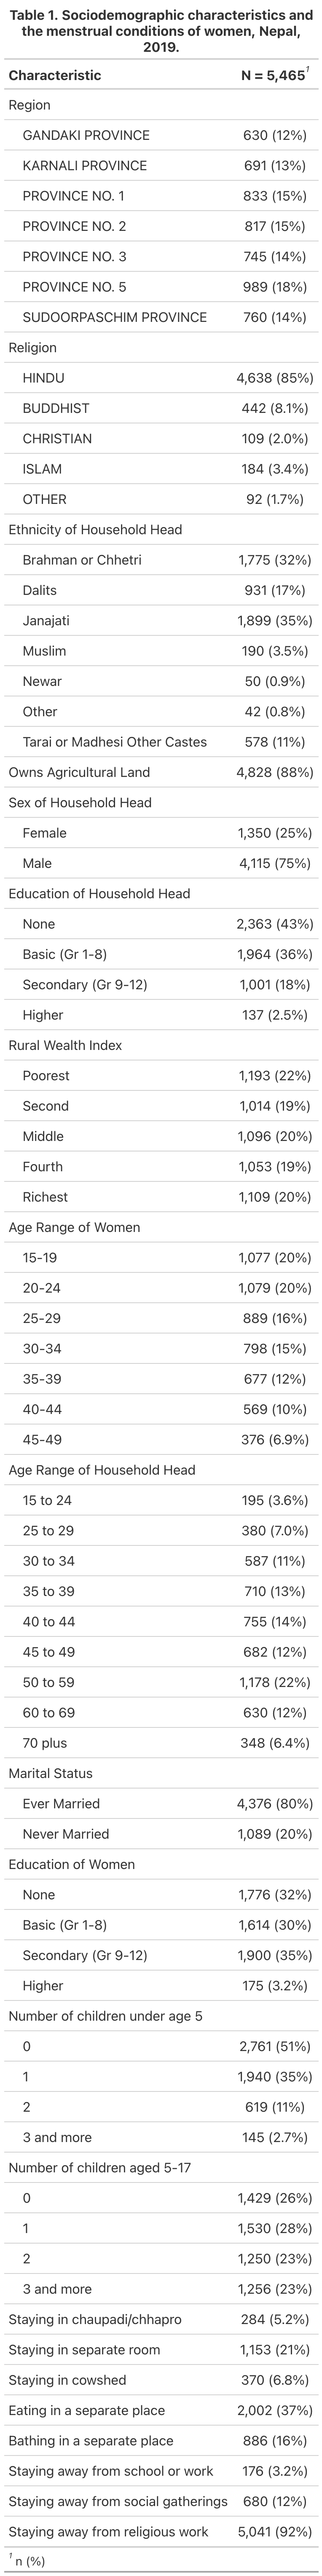 Table 1. Sociodemographic characteristics and
the menstrual conditions of women, Nepal,
2019.
Characteristic N = 5,465¹
Region
GANDAKI PROVINCE 630 (12%)
KARNALI PROVINCE 691 (13%)
PROVINCE NO. 1 833 (15%)
PROVINCE NO. 2 817 (15%)
PROVINCE NO. 3 745 (14%)
PROVINCE NO. 5 989 (18%)
SUDOORPASCHIM PROVINCE 760 (14%)
Religion
HINDU 4,638 (85%)
BUDDHIST 442 (8.1%)
CHRISTIAN 109 (2.0%)
ISLAM 184 (3.4%)
OTHER 92 (1.7%)
Ethnicity of Household Head
Brahman or Chhetri 1,775 (32%)
Dalits 931 (17%)
Janajati 1,899 (35%)
Muslim 190 (3.5%)
Newar 50 (0.9%)
Other 42 (0.8%)
Tarai or Madhesi Other Castes 578 (11%)
Owns Agricultural Land 4,828 (88%)
Sex of Household Head
Female 1,350 (25%)
Male 4,115 (75%)
Education of Household Head
None 2,363 (43%)
Basic (Gr 1-8) 1,964 (36%)
Secondary (Gr 9-12) 1,001 (18%)
Higher 137 (2.5%)
Rural Wealth Index
Poorest 1,193 (22%)
Second 1,014 (19%)
Middle 1,096 (20%)
Fourth 1,053 (19%)
Richest 1,109 (20%)
Age Range of Women
15-19 1,077 (20%)
20-24 1,079 (20%)
25-29 889 (16%)
30-34 798 (15%)
35-39 677 (12%)
40-44 569 (10%)
45-49 376 (6.9%)
Age Range of Household Head
15 to 24 195 (3.6%)
25 to 29 380 (7.0%)
30 to 34 587 (11%)
35 to 39 710 (13%)
40 to 44 755 (14%)
45 to 49 682 (12%)
50 to 59 1,178 (22%)
60 to 69 630 (12%)
70 plus 348 (6.4%)
Marital Status
Ever Married 4,376 (80%)
Never Married 1,089 (20%)
Education of Women
None 1,776 (32%)
Basic (Gr 1-8) 1,614 (30%)
Secondary (Gr 9-12) 1,900 (35%)
Higher 175 (3.2%)
Number of children under age 5
0 2,761 (51%)
1 1,940 (35%)
2 619 (11%)
3 and more 145 (2.7%)
Number of children aged 5-17
0 1,429 (26%)
1 1,530 (28%)
2 1,250 (23%)
3 and more 1,256 (23%)
Staying in chaupadi/chhapro 284 (5.2%)
Staying in separate room 1,153 (21%)
Staying in cowshed 370 (6.8%)
Eating in a separate place 2,002 (37%)
Bathing in a separate place 886 (16%)
Staying away from school or work 176 (3.2%)
Staying away from social gatherings 680 (12%)
Staying away from religious work 5,041 (92%)
¹ n (%)